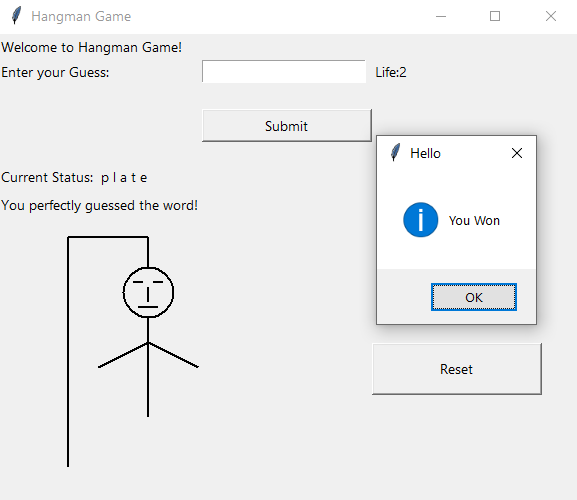 Hangman Game
Welcome to Hangman Game!
Enter your Guess:
Life:2
Submit
Hello
You Won
OK
Current Status: p l a t e
You perfectly guessed the word!
Reset